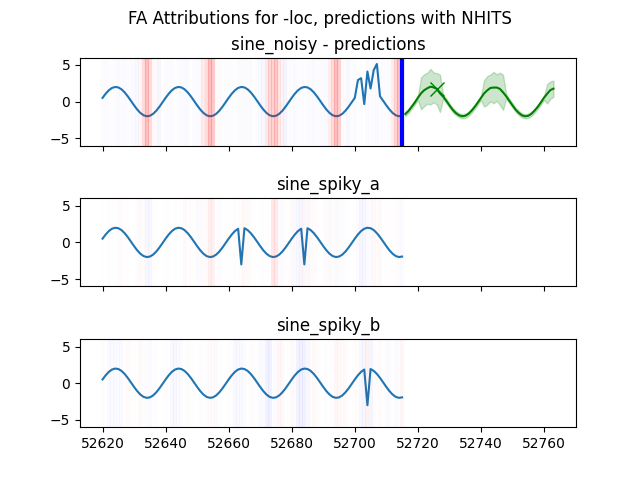 FA Attributions for -loc, predictions with NHITS
sine_noisy - predictions
5
0
−5
sine_spiky_a
5
0
−5
sine_spiky_b
5
0
−5
52620 52640 52660 52680 52700 52720 52740 52760